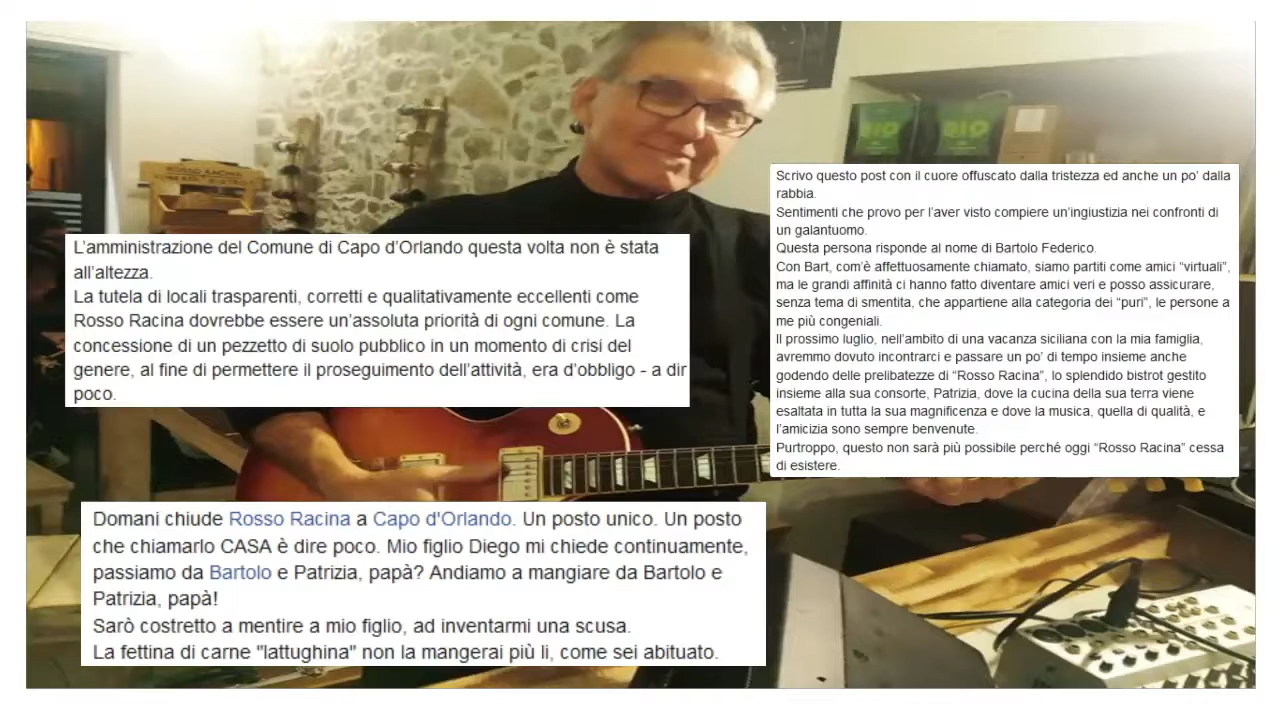 ROSSO RACINA
BIO
BIO
L’amministrazione del Comune di Capo d’Orlando questa volta non è stata
all’altezza.
La tutela di locali trasparenti, corretti e qualitativamente eccellenti come
Rosso Racina dovrebbe essere un’assoluta priorità di ogni comune. La
concessione di un pezzetto di suolo pubblico in un momento di crisi del
genere, al fine di permettere il proseguimento dell’attività, era d’obbligo - a dir
poco.
Scrivo questo post con il cuore offuscato dalla tristezza ed anche un po’ dalla
rabbia.
Sentimenti che provo per l’aver visto compiere un’ingiustizia nei confronti di
un galantuomo.
Questa persona risponde al nome di Bartolo Federico.
Con Bart, com’è affettuosamente chiamato, siamo partiti come amici “virtuali”,
ma le grandi affinità ci hanno fatto diventare amici veri e posso assicurare,
senza tema di smentita, che appartiene alla categoria dei “puri”, le persone a
me più congeniali.
Il prossimo luglio, nell’ambito di una vacanza siciliana con la mia famiglia,
avremmo dovuto incontrarci e passare un po’ di tempo insieme anche
godendo delle prelibatezze di “Rosso Racina”, lo splendido bistrot gestito
insieme alla sua consorte, Patrizia, dove la cucina della sua terra viene
esaltata in tutta la sua magnificenza e dove la musica, quella di qualità, e
l’amicizia sono sempre benvenute.
Purtroppo, questo non sarà più possibile perché oggi “Rosso Racina” cessa
di esistere.
Domani chiude Rosso Racina a Capo d'Orlando. Un posto unico. Un posto
che chiamarlo CASA è dire poco. Mio figlio Diego mi chiede continuamente,
passiamo da Bartolo e Patrizia, papà? Andiamo a mangiare da Bartolo e
Patrizia, papà!
Sarò costretto a mentire a mio figlio, ad inventarmi una scusa.
La fettina di carne "lattughina" non la mangerai più li, come sei abituato.